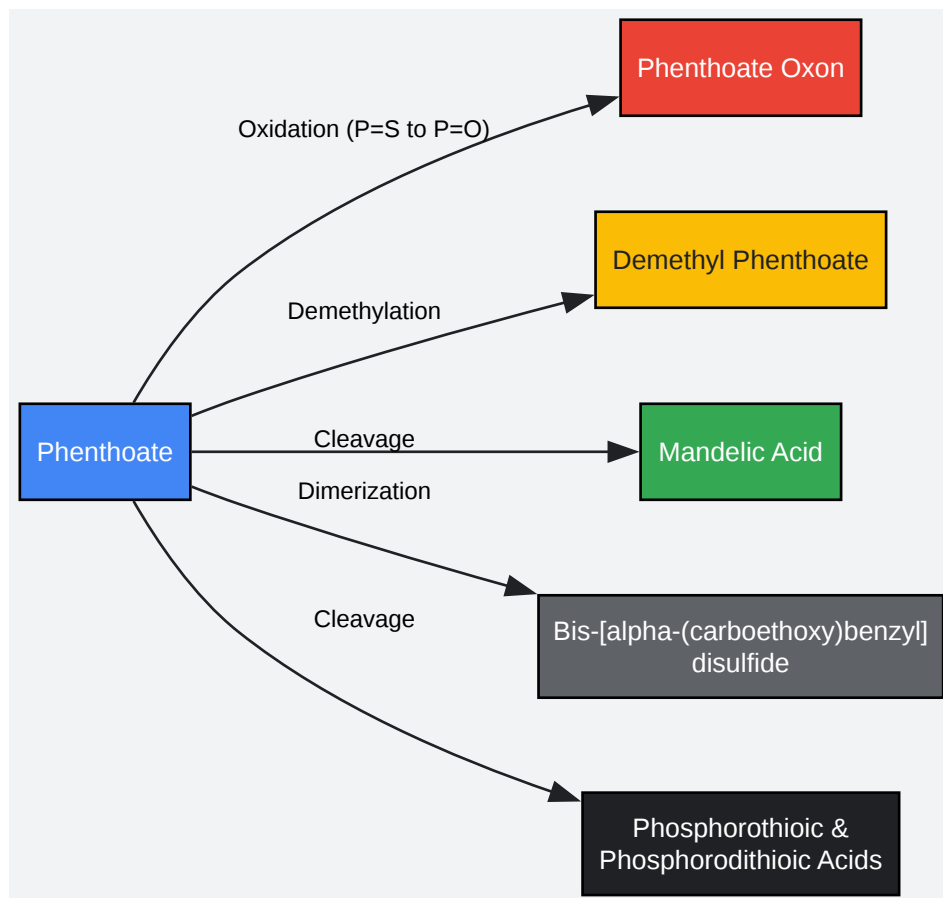 Phenthoate Oxon
Oxidation (P=S to P=O)
Demethyl Phenthoate
Demethylation
Phenthoate
Cleavage
Mandelic Acid
Dimerization
Bis-[alpha-(carboethoxy)benzyl]
disulfide
Cleavage
Phosphorothioic &
Phosphorodithioic Acids